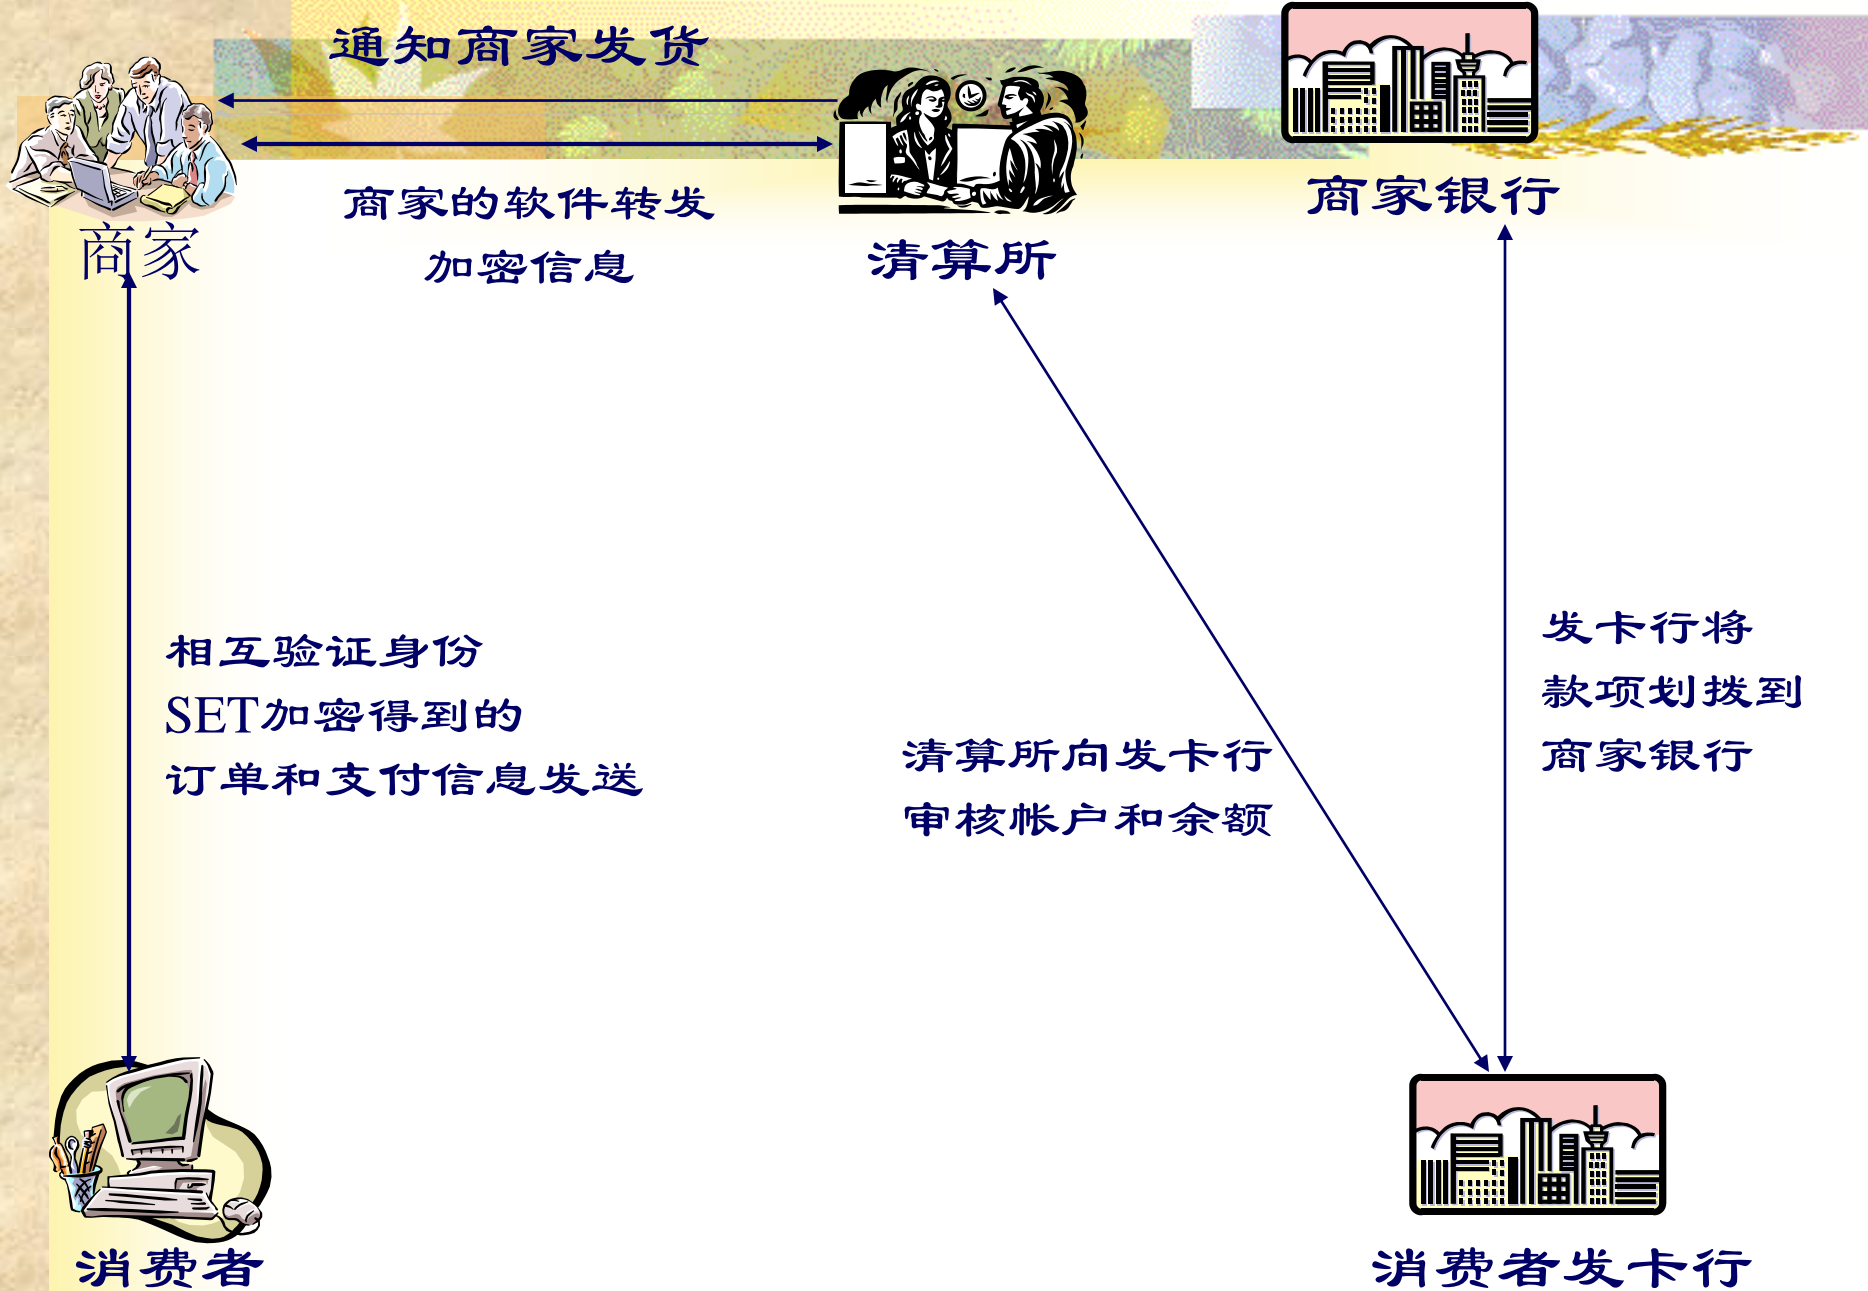 通知商家发货
商家的软件转发
加密信息
商家
清算所
商家银行
相互验证身份
SET加密得到的
订单和支付信息发送
清算所向发卡行
审核帐户和余额
发卡行将
款项划拨到
商家银行
消费者
消费者发卡行